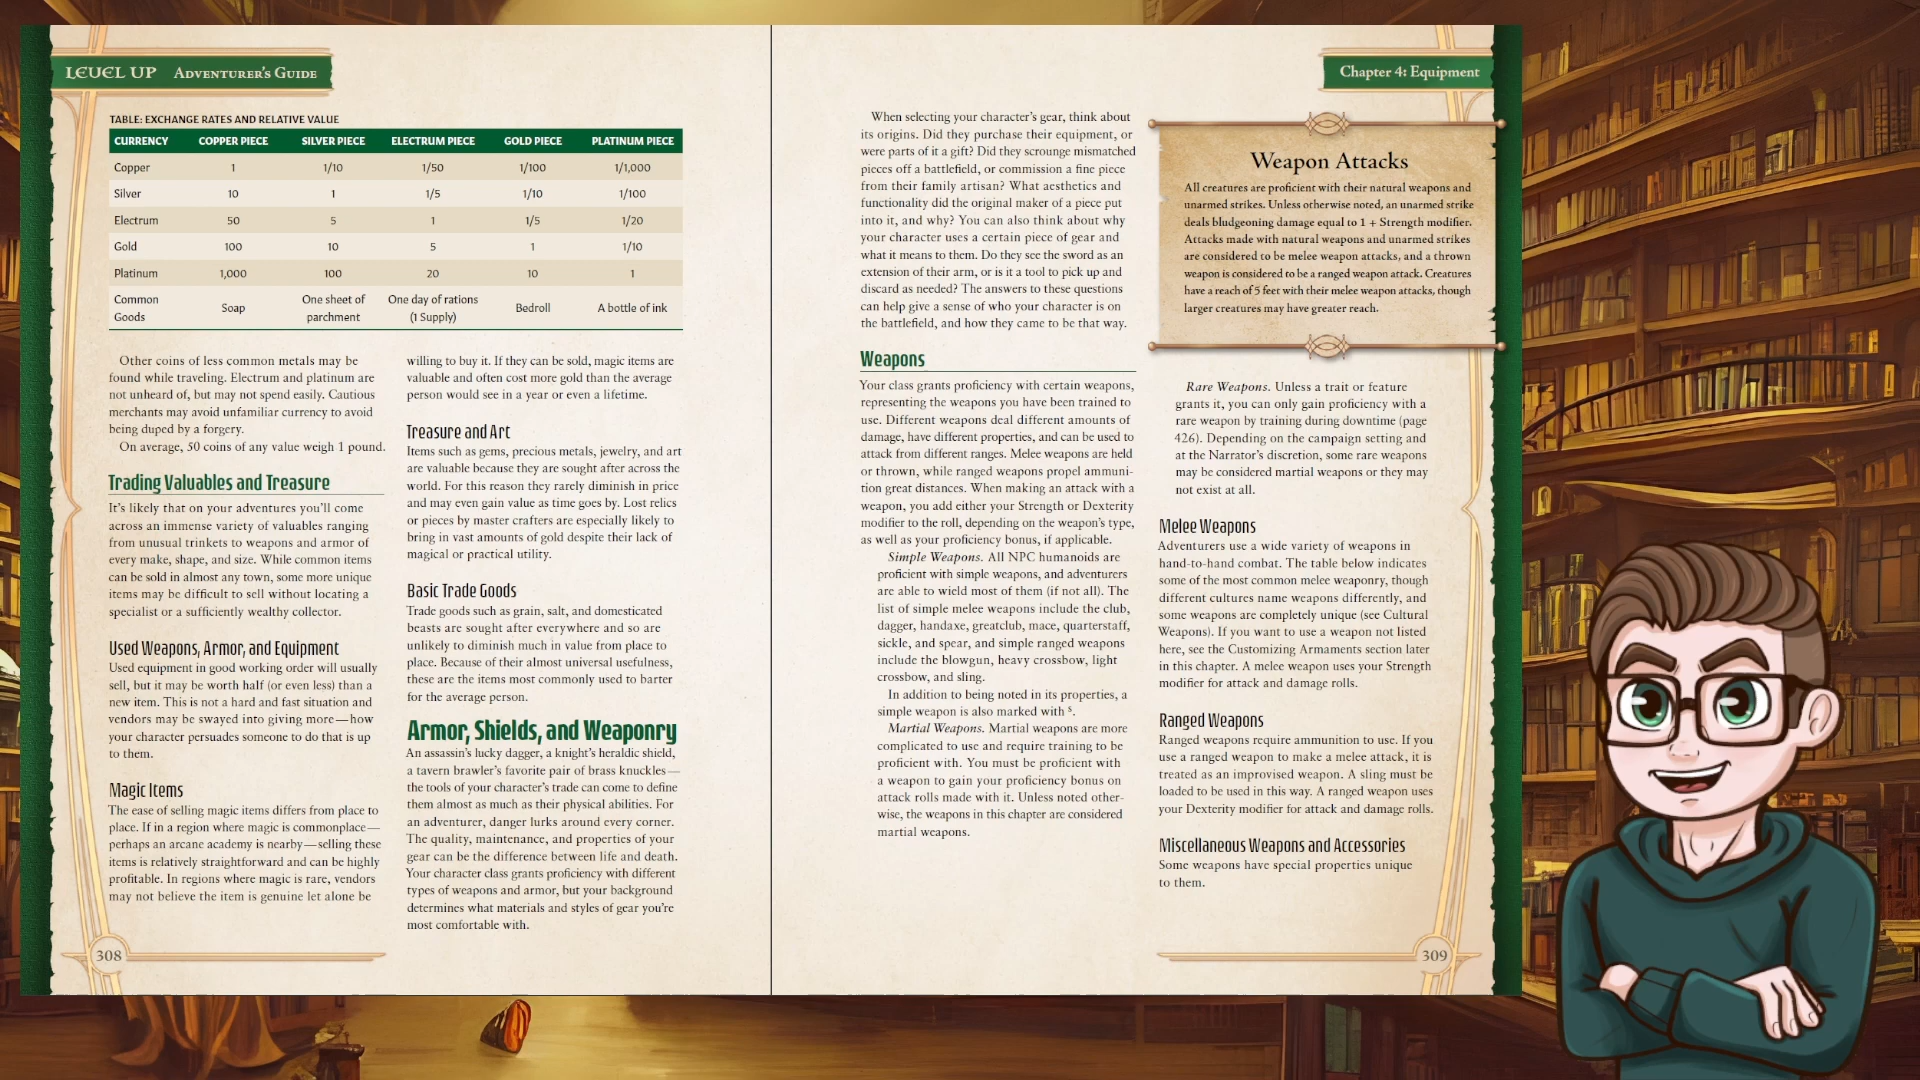 LEVEL UP ADVENTURER'S GUIDE
TABLE: EXCHANGE RATES AND RELATIVE VALUE
CURRENCY COPPER PIECE SILVER PIECE ELECTRUM PIECE GOLD PIECE PLATINUM PIECE
Copper 1 1/10 1/50 1/100 1/1,000
Silver 10 1 1/5 1/10 1/100
Electrum 50 5 1 1/5 1/20
Gold 100 10 5 1 1/10
Platinum 1,000 100 20 10 1
Common Goods Soap One sheet of parchment One day of rations (1 Supply) Bedroll A bottle of ink
Other coins of less common metals may be
found while traveling. Electrum and platinum are
not unheard of, but may not spend easily. Cautious
merchants may avoid unfamiliar currency to avoid
being duped by a forgery.
On average, 50 coins of any value weigh 1 pound.
Trading Valuables and Treasure
It's likely that on your adventures you'll come
across an immense variety of valuables ranging
from unusual trinkets to weapons and armor of
every make, shape, and size. While common items
can be sold in almost any town, some more unique
items may be difficult to sell without locating a
specialist or a sufficiently wealthy collector.
Used Weapons, Armor, and Equipment
Used equipment in good working order will usually
sell, but it may be worth half (or even less) than a
new item. This is not a hard and fast situation and
vendors may be swayed into giving more—how
your character persuades someone to do that is up
to them.
Magic Items
The ease of selling magic items differs from place to
place. If in a region where magic is commonplace—
perhaps an arcane academy is nearby—selling these
items is relatively straightforward and can be highly
profitable. In regions where magic is rare, vendors
may not believe the item is genuine let alone be
willing to buy it. If they can be sold, magic items are
valuable and often cost more gold than the average
person would see in a year or even a lifetime.
Treasure and Art
Items such as gems, precious metals, jewelry, and art
are valuable because they are sought after across the
world. For this reason they rarely diminish in price
and may even gain value as time goes by. Lost relics
or pieces by master crafters are especially likely to
bring in vast amounts of gold despite their lack of
magical or practical utility.
Basic Trade Goods
Trade goods such as grain, salt, and domesticated
beasts are sought after everywhere and so are
unlikely to diminish much in value from place to
place. Because of their almost universal usefulness,
these are the items most commonly used to barter
for the average person.
Armor, Shields, and Weaponry
An assassin's lucky dagger, a knight's heraldic shield,
a tavern brawler's favorite pair of brass knuckles—
the tools of your character's trade can come to define
them almost as much as their physical abilities. For
an adventurer, danger lurks around every corner.
The quality, maintenance, and properties of your
gear can be the difference between life and death.
Your character class grants proficiency with different
types of weapons and armor, but your background
determines what materials and styles of gear you're
most comfortable with.
308
Chapter 4: Equipment
When selecting your character's gear, think about
its origins. Did they purchase their equipment, or
were parts of it a gift? Did they scrounge mismatched
pieces off a battlefield, or commission a fine piece
from their family artisan? What aesthetics and
functionality did the original maker of a piece put
into it, and why? You can also think about why
your character uses a certain piece of gear and
what it means to them. Do they see the sword as an
extension of their arm, or is it a tool to pick up and
discard as needed? The answers to these questions
can help give a sense of who your character is on
the battlefield, and how they came to be that way.
Weapons
Your class grants proficiency with certain weapons,
representing the weapons you have been trained to
use. Different weapons deal different amounts of
damage, have different properties, and can be used to
attack from different ranges. Melee weapons are held
or thrown, while ranged weapons propel ammuni-
tion great distances. When making an attack with a
weapon, you add either your Strength or Dexterity
modifier to the roll, depending on the weapon's type,
as well as your proficiency bonus, if applicable.
Simple Weapons. All NPC humanoids are
proficient with simple weapons, and adventurers
are able to wield most of them (if not all). The
list of simple melee weapons include the club,
dagger, handaxe, greatclub, mace, quarterstaff,
sickle, and spear, and simple ranged weapons
include the blowgun, heavy crossbow, light
crossbow, and sling.
In addition to being noted in its properties, a
simple weapon is also marked with ˢ.
Martial Weapons. Martial weapons are more
complicated to use and require training to be
proficient with. You must be proficient with
a weapon to gain your proficiency bonus on
attack rolls made with it. Unless noted other-
wise, the weapons in this chapter are considered
martial weapons.
Weapon Attacks
All creatures are proficient with their natural weapons and
unarmed strikes. Unless otherwise noted, an unarmed strike
deals bludgeoning damage equal to 1 + Strength modifier.
Attacks made with natural weapons and unarmed strikes
are considered to be melee weapon attacks, and a thrown
weapon is considered to be a ranged weapon attack. Creatures
have a reach of 5 feet with their melee weapon attacks, though
larger creatures may have greater reach.
Rare Weapons. Unless a trait or feature
grants it, you can only gain proficiency with a
rare weapon by training during downtime (page
426). Depending on the campaign setting and
at the Narrator's discretion, some rare weapons
may be considered martial weapons or they may
not exist at all.
Melee Weapons
Adventurers use a wide variety of weapons in
hand-to-hand combat. The table below indicates
some of the most common melee weaponry, though
different cultures name weapons differently, and
some weapons are completely unique (see Cultural
Weapons). If you want to use a weapon not listed
here, see the Customizing Armaments section later
in this chapter. A melee weapon uses your Strength
modifier for attack and damage rolls.
Ranged Weapons
Ranged weapons require ammunition to use. If you
use a ranged weapon to make a melee attack, it is
treated as an improvised weapon. A sling must be
loaded to be used in this way. A ranged weapon uses
your Dexterity modifier for attack and damage rolls.
Miscellaneous Weapons and Accessories
Some weapons have special properties unique
to them.
309